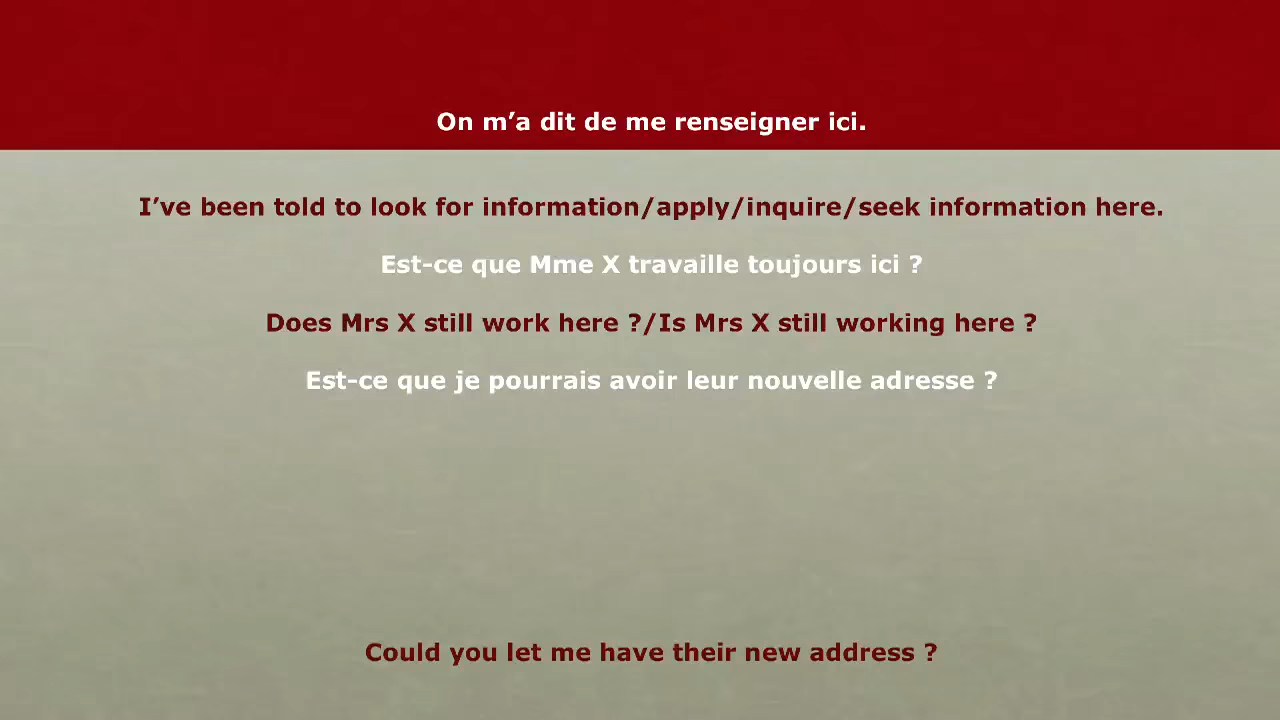 On m’a dit de me renseigner ici.
I’ve been told to look for information/apply/inquire/seek information here.
Est-ce que Mme X travaille toujours ici ?
Does Mrs X still work here ?/Is Mrs X still working here ?
Est-ce que je pourrais avoir leur nouvelle adresse ?
Could you let me have their new address ?